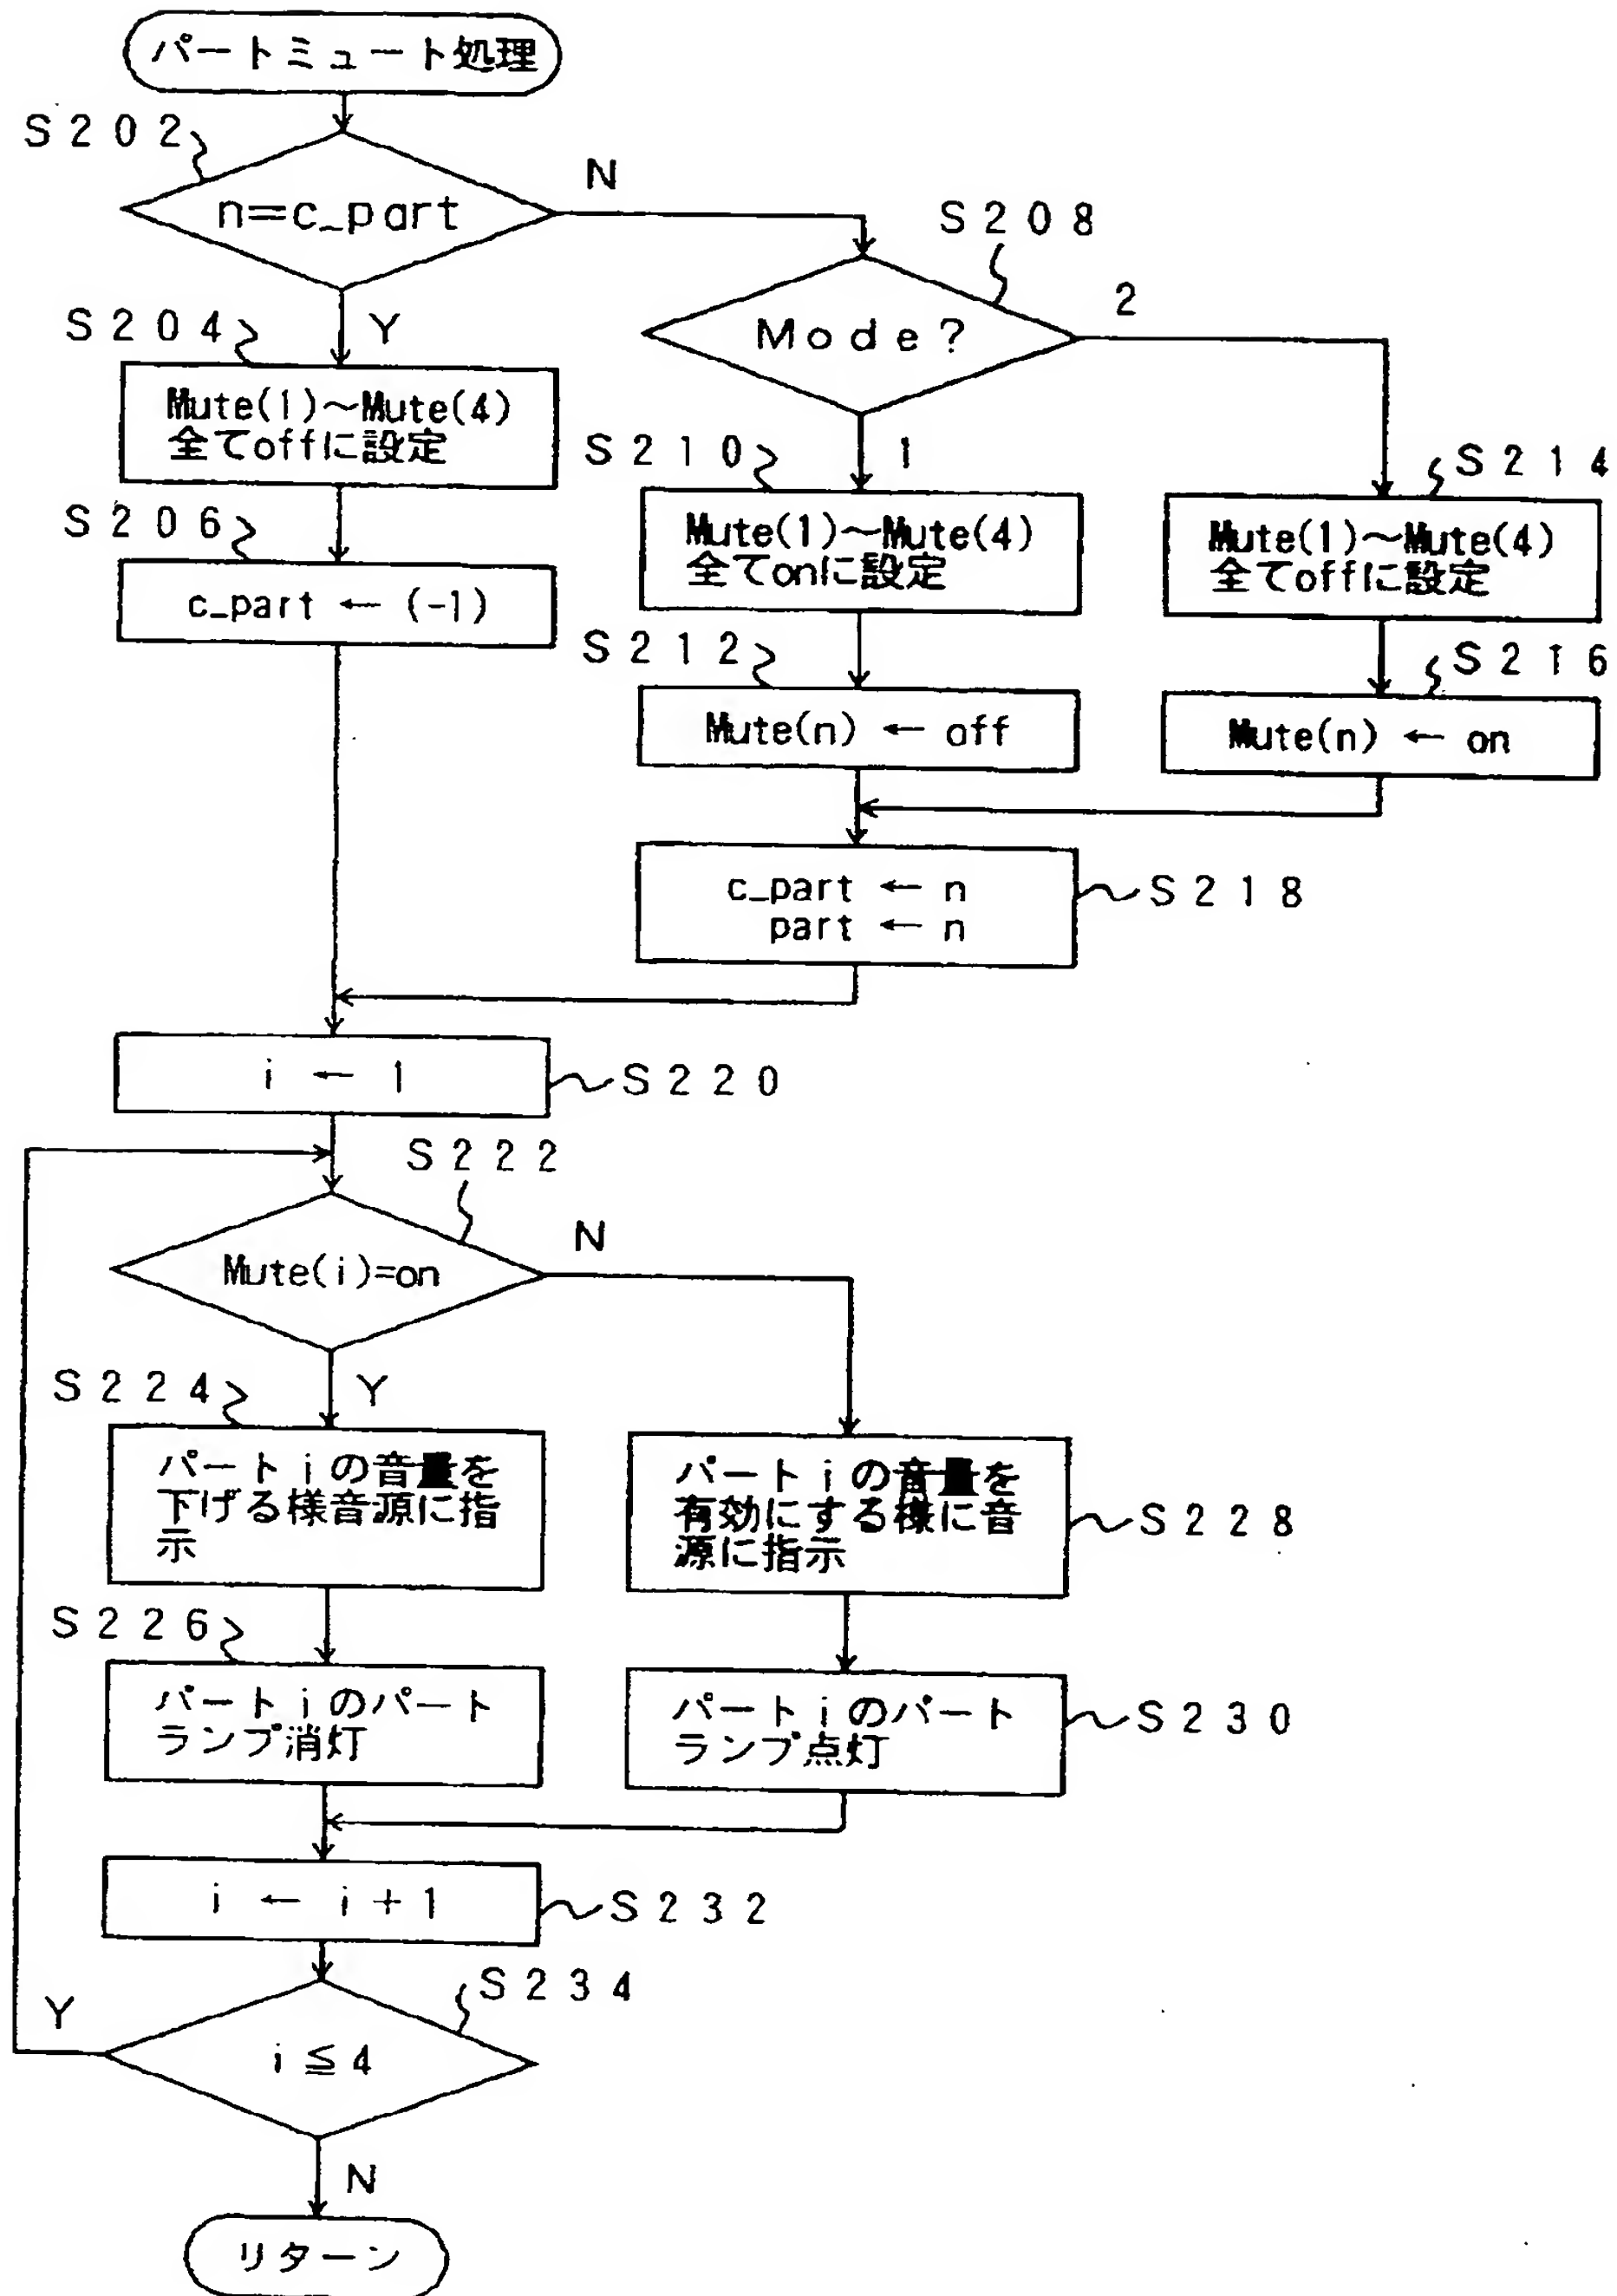 パートミュート処理
S202
n=c_part
N
Y
S204
Mute(1)～Mute(4)
全てoffに設定
S206
c_part ← (-1)
S208
Mode?
2
1
S210
Mute(1)～Mute(4)
全てonに設定
S212
Mute(n) ← off
S214
Mute(1)～Mute(4)
全てoffに設定
S216
Mute(n) ← on
c_part ← n
part ← n
S218
i ← 1
S220
S222
Mute(i)=on
N
Y
S224
パートiの音量を
下げる様音源に指
示
S226
パートiのパート
ランプ消灯
パートiの音量を
有効にする様に音
源に指示
S228
パートiのパート
ランプ点灯
S230
i ← i+1
S232
S234
i≦4
Y
N
リターン